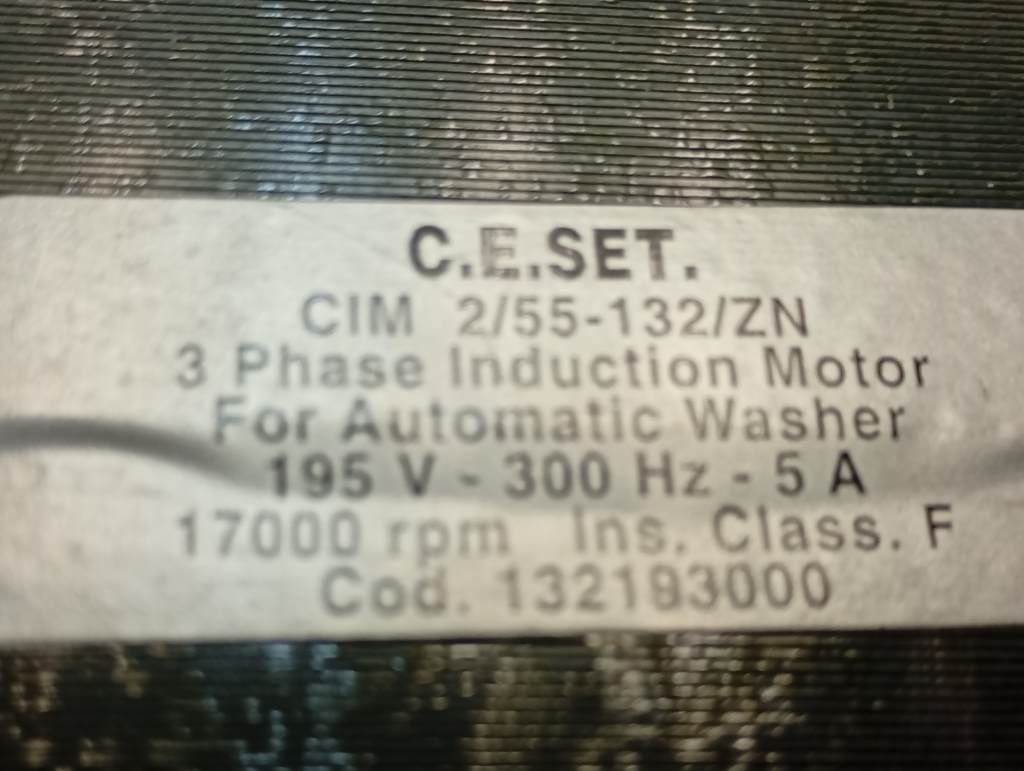 C.E.SET.
CIM 2/55-132/ZN
3 Phase Induction Motor
For Automatic Washer
195 V - 300 Hz - 5 A
17000 rpm Ins. Class. F
Cod. 132193000